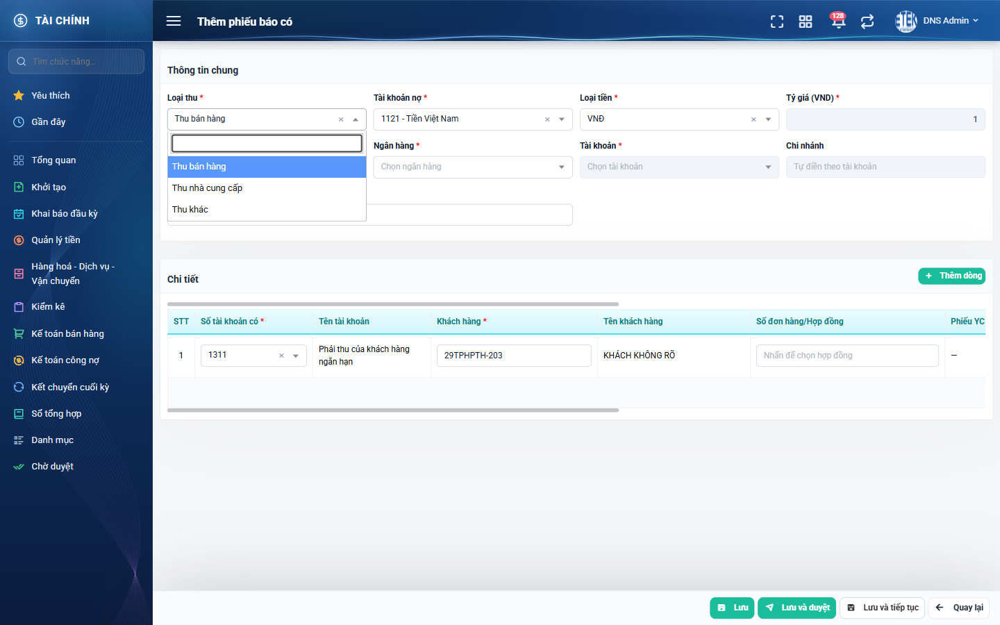 TÀI CHÍNH
Thêm phiếu báo có
128
DNS Admin
Tìm chức năng...
Yêu thích
Gần đây
Tổng quan
Khởi tạo
Khai báo đầu kỳ
Quản lý tiền
Hàng hoá - Dịch vụ -
Vận chuyển
Kiểm kê
Kế toán bán hàng
Kế toán công nợ
Kết chuyển cuối kỳ
Sổ tổng hợp
Danh mục
Chờ duyệt
Thông tin chung
Loại thu *
Tài khoản nợ *
Loại tiền *
Tỷ giá (VND) *
Thu bán hàng
1121 - Tiền Việt Nam
VNĐ
1
Ngân hàng *
Tài khoản *
Chi nhánh
Chọn ngân hàng
Chọn tài khoản
Tự điền theo tài khoản
Thu bán hàng
Thu nhà cung cấp
Thu khác
Chi tiết
Thêm dòng
STT
Số tài khoản có *
Tên tài khoản
Khách hàng *
Tên khách hàng
Số đơn hàng/Hợp đồng
Phiếu YC
1
1311
Phải thu của khách hàng
ngắn hạn
29TPHPTH-203
KHÁCH KHÔNG RÕ
Nhấn để chọn hợp đồng
—
Lưu
Lưu và duyệt
Lưu và tiếp tục
Quay lại